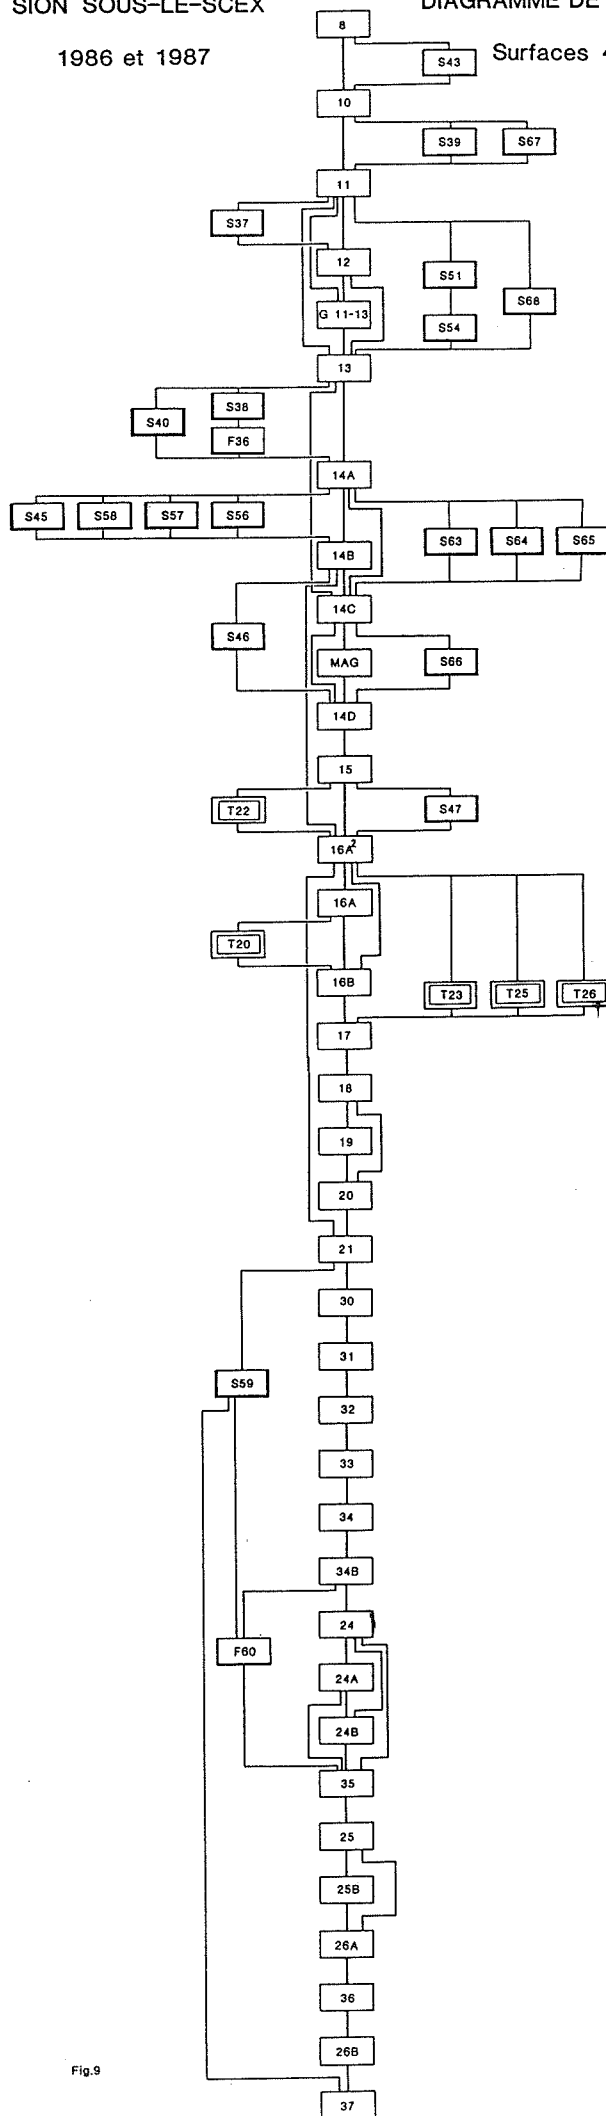 SION SOUS-LE-SCEX
DIAGRAMME DE
1986 et 1987
Surfaces 4
8
S43
10
S39 S67
11
S37
12
S51
S68
G 11-13
S54
13
S38
S40
F36
14A
S45 S58 S57 S56
S63 S64 S65
14B
14C
S46
MAG
S66
14D
15
T22
S47
16A²
16A
T20
16B
T23 T25 T26
17
18
19
20
21
30
31
S59
32
33
34
34B
24
F60
24A
24B
35
25
25B
26A
36
26B
Fig.9
37